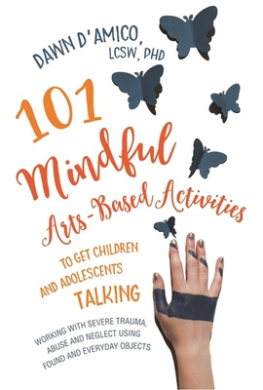 DAWN D'AMICO,
LCSW, PHD
101
Mindful
Arts-Based Activities
TO GET CHILDREN
AND ADOLESCENTS
TALKING
WORKING WITH SEVERE TRAUMA,
ABUSE AND NEGLECT USING
FOUND AND EVERYDAY OBJECTS